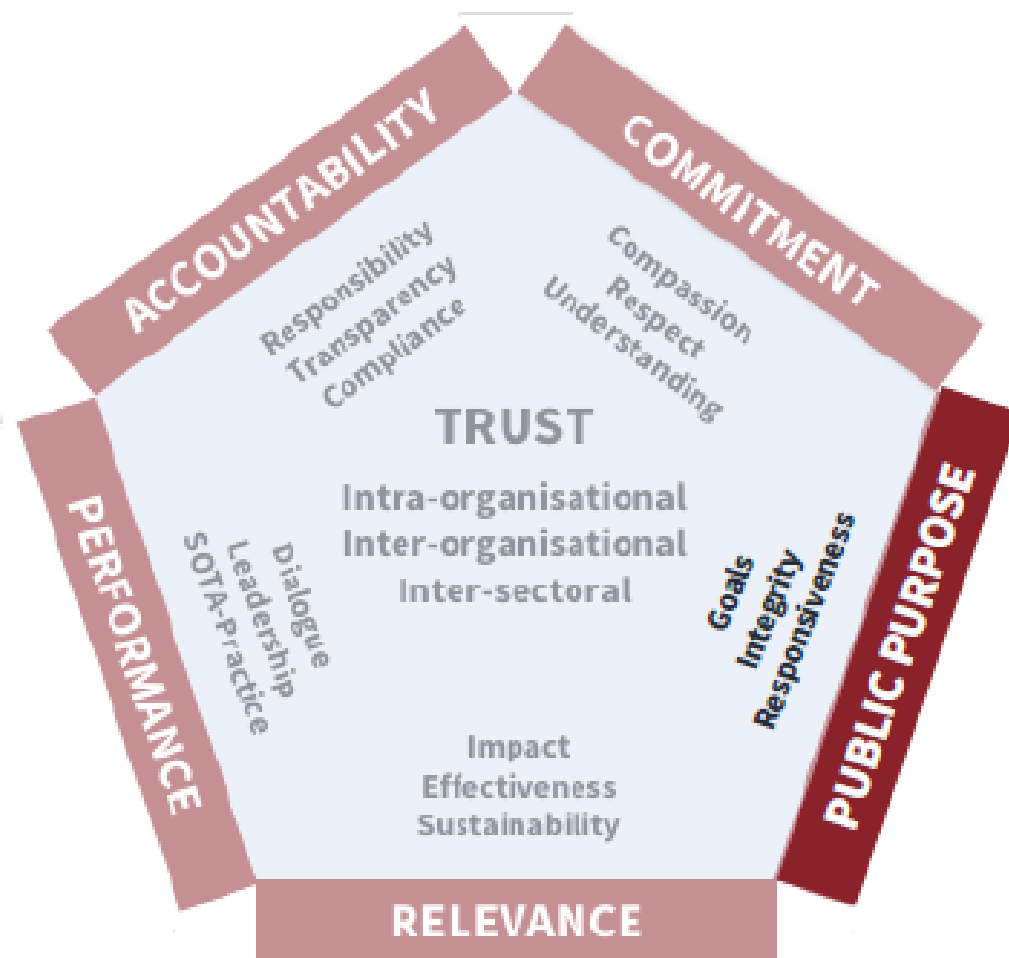 ACCOUNTABILITY
COMMITMENT
Responsibility
Transparency
Compliance
Compassion
Respect
Understanding
TRUST
Intra-organisational
Inter-organisational
Inter-sectoral
PERFORMANCE
Dialogue
Leadership
SOTA-Practice
Goals
Integrity
Responsiveness
PUBLIC PURPOSE
Impact
Effectiveness
Sustainability
RELEVANCE